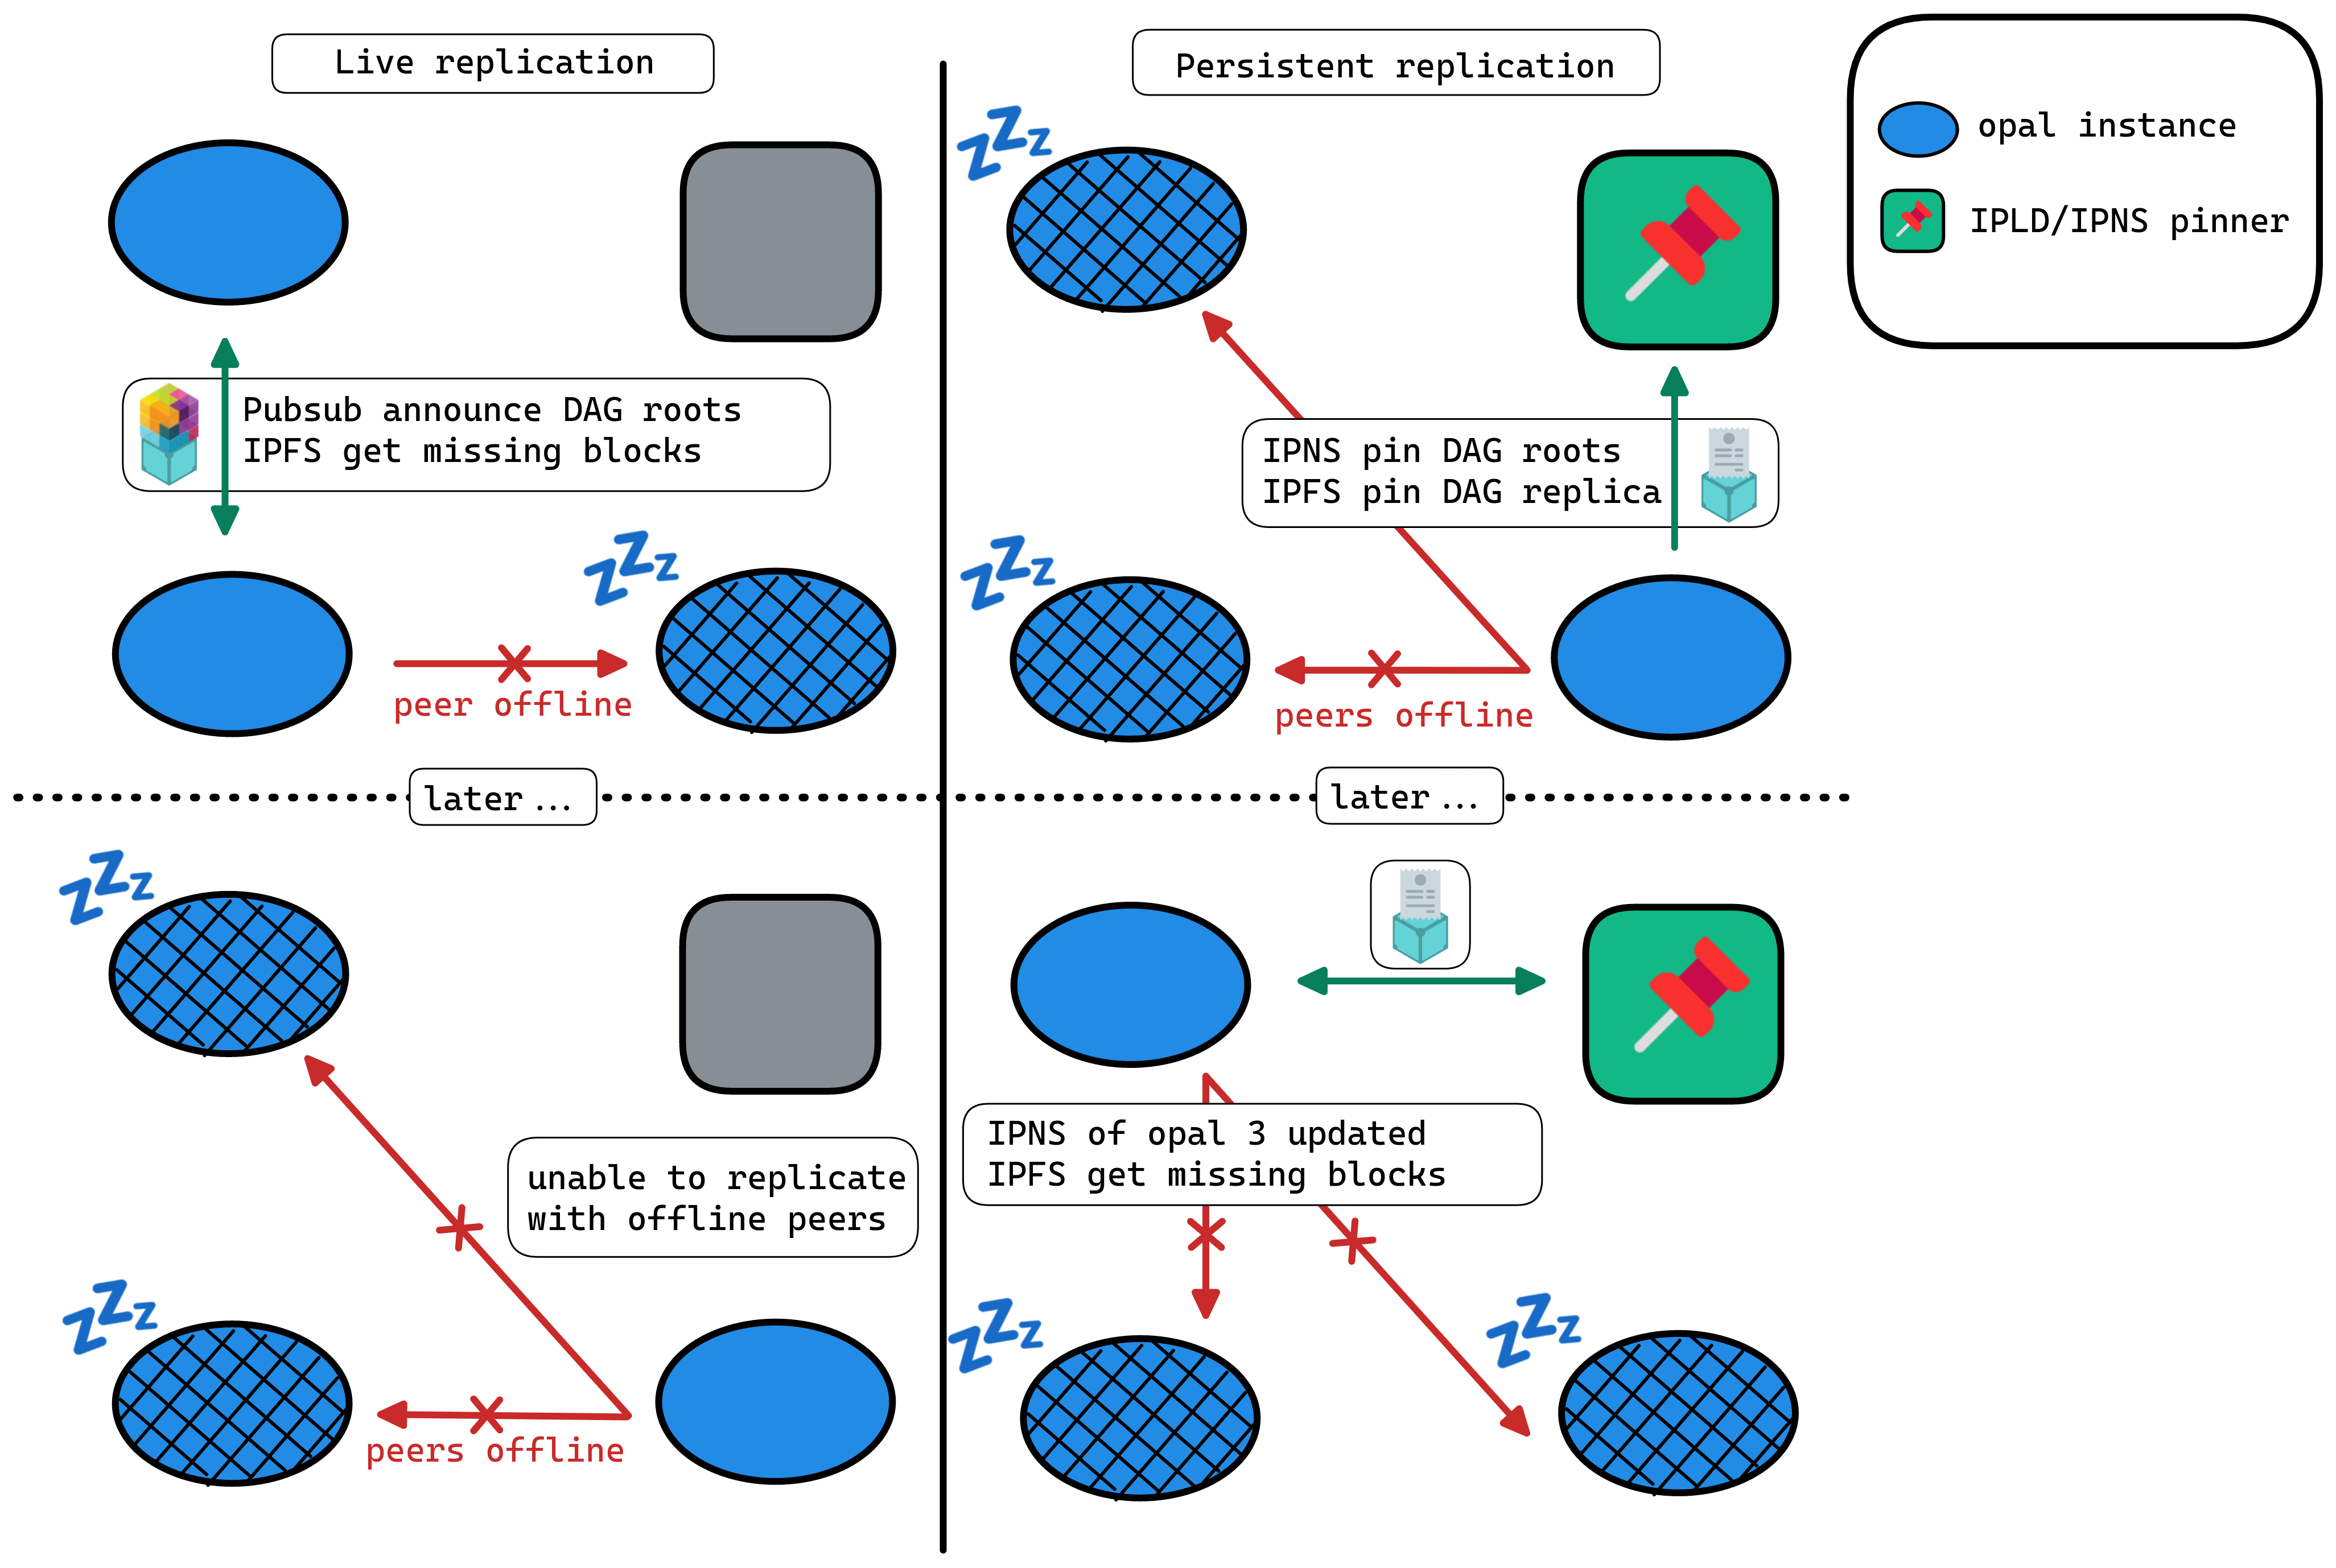 Live replication
Pubsub announce DAG roots
IPFS get missing blocks
zzz
peer offline
Persistent replication
zzz
IPNS pin DAG roots
IPFS pin DAG replica
zzz
peers offline
opal instance
IPLD/IPNS pinner
later ...
later ...
zzz
unable to replicate
with offline peers
zzz
peers offline
IPNS of opal 3 updated
IPFS get missing blocks
zzz
zzz